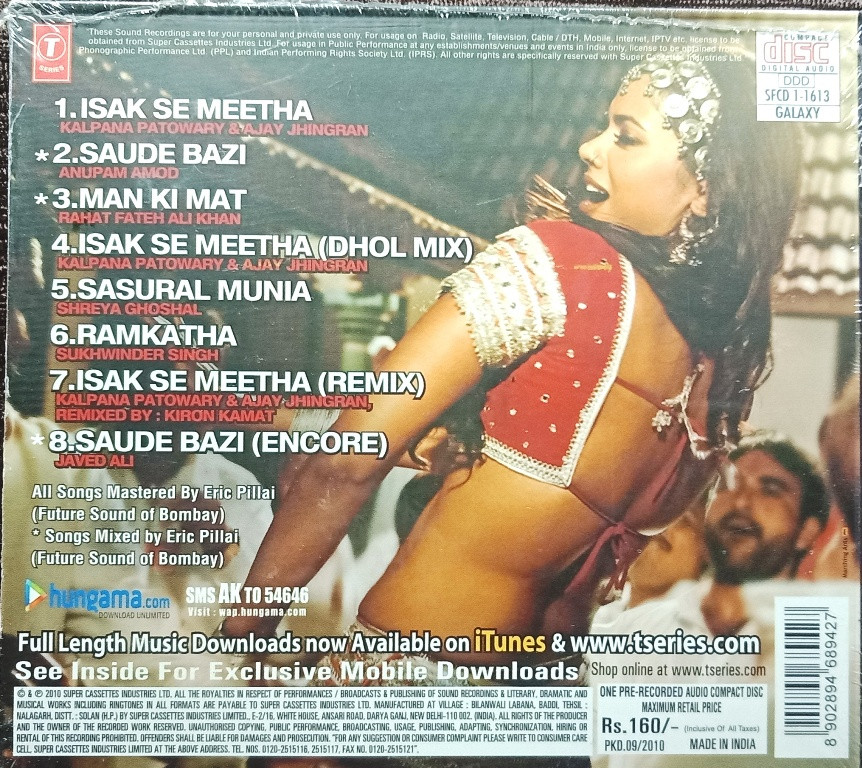 "These Sound Recordings are for your personal and private use only. For usage on Radio, Satellite, Television, Cable / DTH, Mobile, Internet, IPTV etc. license to be
obtained from Super Cassettes Industries Ltd. For usage in Public Performance at any establishments/venues and events in India only, license to be obtained from
Phonographic Performance Ltd. (PPL) and Indian Performing Rights Society Ltd. (IPRS). All other rights are specifically reserved with Super Cassettes Industries Ltd.
T
SERIES
COMPACT
disc
DIGITAL AUDIO
DDD
SFCD 1-1613
GALAXY
1.ISAK SE MEETHA
KALPANA PATOWARY & AJAY JHINGRAN
*2.SAUDE BAZI
ANUPAM AMOD
*3.MAN KI MAT
RAHAT FATEH ALI KHAN
4.ISAK SE MEETHA (DHOL MIX)
KALPANA PATOWARY & AJAY JHINGRAN
5.SASURAL MUNIA
SHREYA GHOSHAL
6.RAMKATHA
SUKHWINDER SINGH
7.ISAK SE MEETHA (REMIX)
KALPANA PATOWARY & AJAY JHINGRAN,
REMIXED BY : KIRON KAMAT
*8.SAUDE BAZI (ENCORE)
JAVED ALI
All Songs Mastered By Eric Pillai
(Future Sound of Bombay)
* Songs Mixed by Eric Pillai
(Future Sound of Bombay)
hungama.com
DOWNLOAD UNLIMITED
SMS AK TO 54646
Visit : wap.hungama.com
Marching Ants
Full Length Music Downloads now Available on iTunes & www.tseries.com
See Inside For Exclusive Mobile Downloads
Shop online at www.tseries.com
© & ℗ 2010 SUPER CASSETTES INDUSTRIES LTD. ALL THE ROYALTIES IN RESPECT OF PERFORMANCES / BROADCASTS & PUBLISHING OF SOUND RECORDINGS & LITERARY, DRAMATIC AND
MUSICAL WORKS INCLUDING RINGTONES IN ALL FORMATS ARE PAYABLE TO SUPER CASSETTES INDUSTRIES LTD. MANUFACTURED AT VILLAGE : BILANWALI LABANA, BADDI, TEHSIL :
NALAGARH, DISTT. : SOLAN (H.P.) BY SUPER CASSETTES INDUSTRIES LIMITED., E-2/16, WHITE HOUSE, ANSARI ROAD, DARYA GANJ, NEW DELHI-110 002. (INDIA). ALL RIGHTS OF THE PRODUCER
AND THE OWNER OF THE RECORDED WORK RESERVED. UNAUTHORISED COPYING, PUBLIC PERFORMANCE, BROADCASTING, USAGE, PUBLISHING, ADAPTING, SYNCHRONIZATION, HIRING OR
RENTAL OF THIS RECORDING PROHIBITED. OFFENDERS SHALL BE LIABLE FOR DAMAGES AND PROSECUTION. "FOR ANY SUGGESTION OR CONSUMER COMPLAINT PLEASE WRITE TO CONSUMER CARE
CELL, SUPER CASSETTES INDUSTRIES LIMITED AT THE ABOVE ADDRESS. TEL. NOS. 0120-2515116, 2515117, FAX NO. 0120-2515121".
ONE PRE-RECORDED AUDIO COMPACT DISC
MAXIMUM RETAIL PRICE
Rs.160/- (Inclusive Of All Taxes)
PKD.09/2010 MADE IN INDIA
8 902894 689427